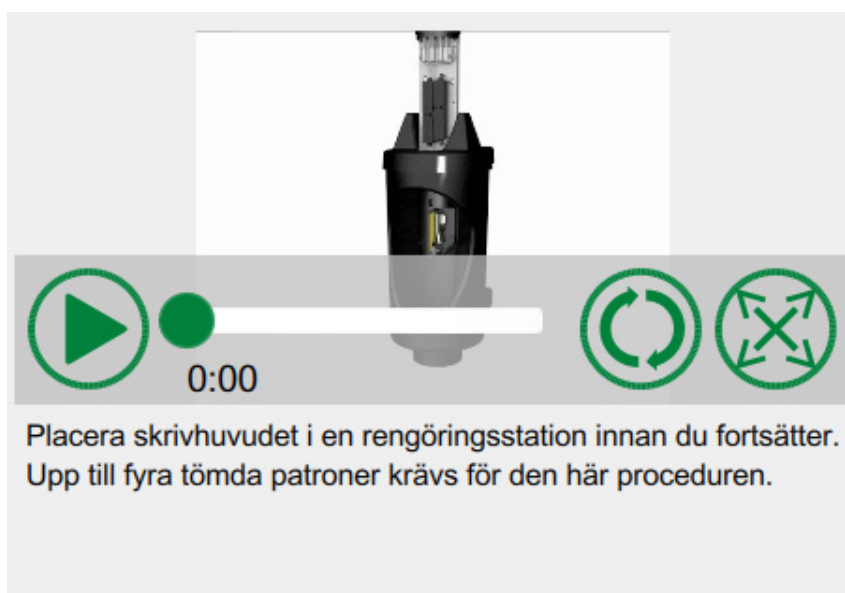 0:00
Placera skrivhuvudet i en rengöringsstation innan du fortsätter.
Upp till fyra tömda patroner krävs för den här proceduren.